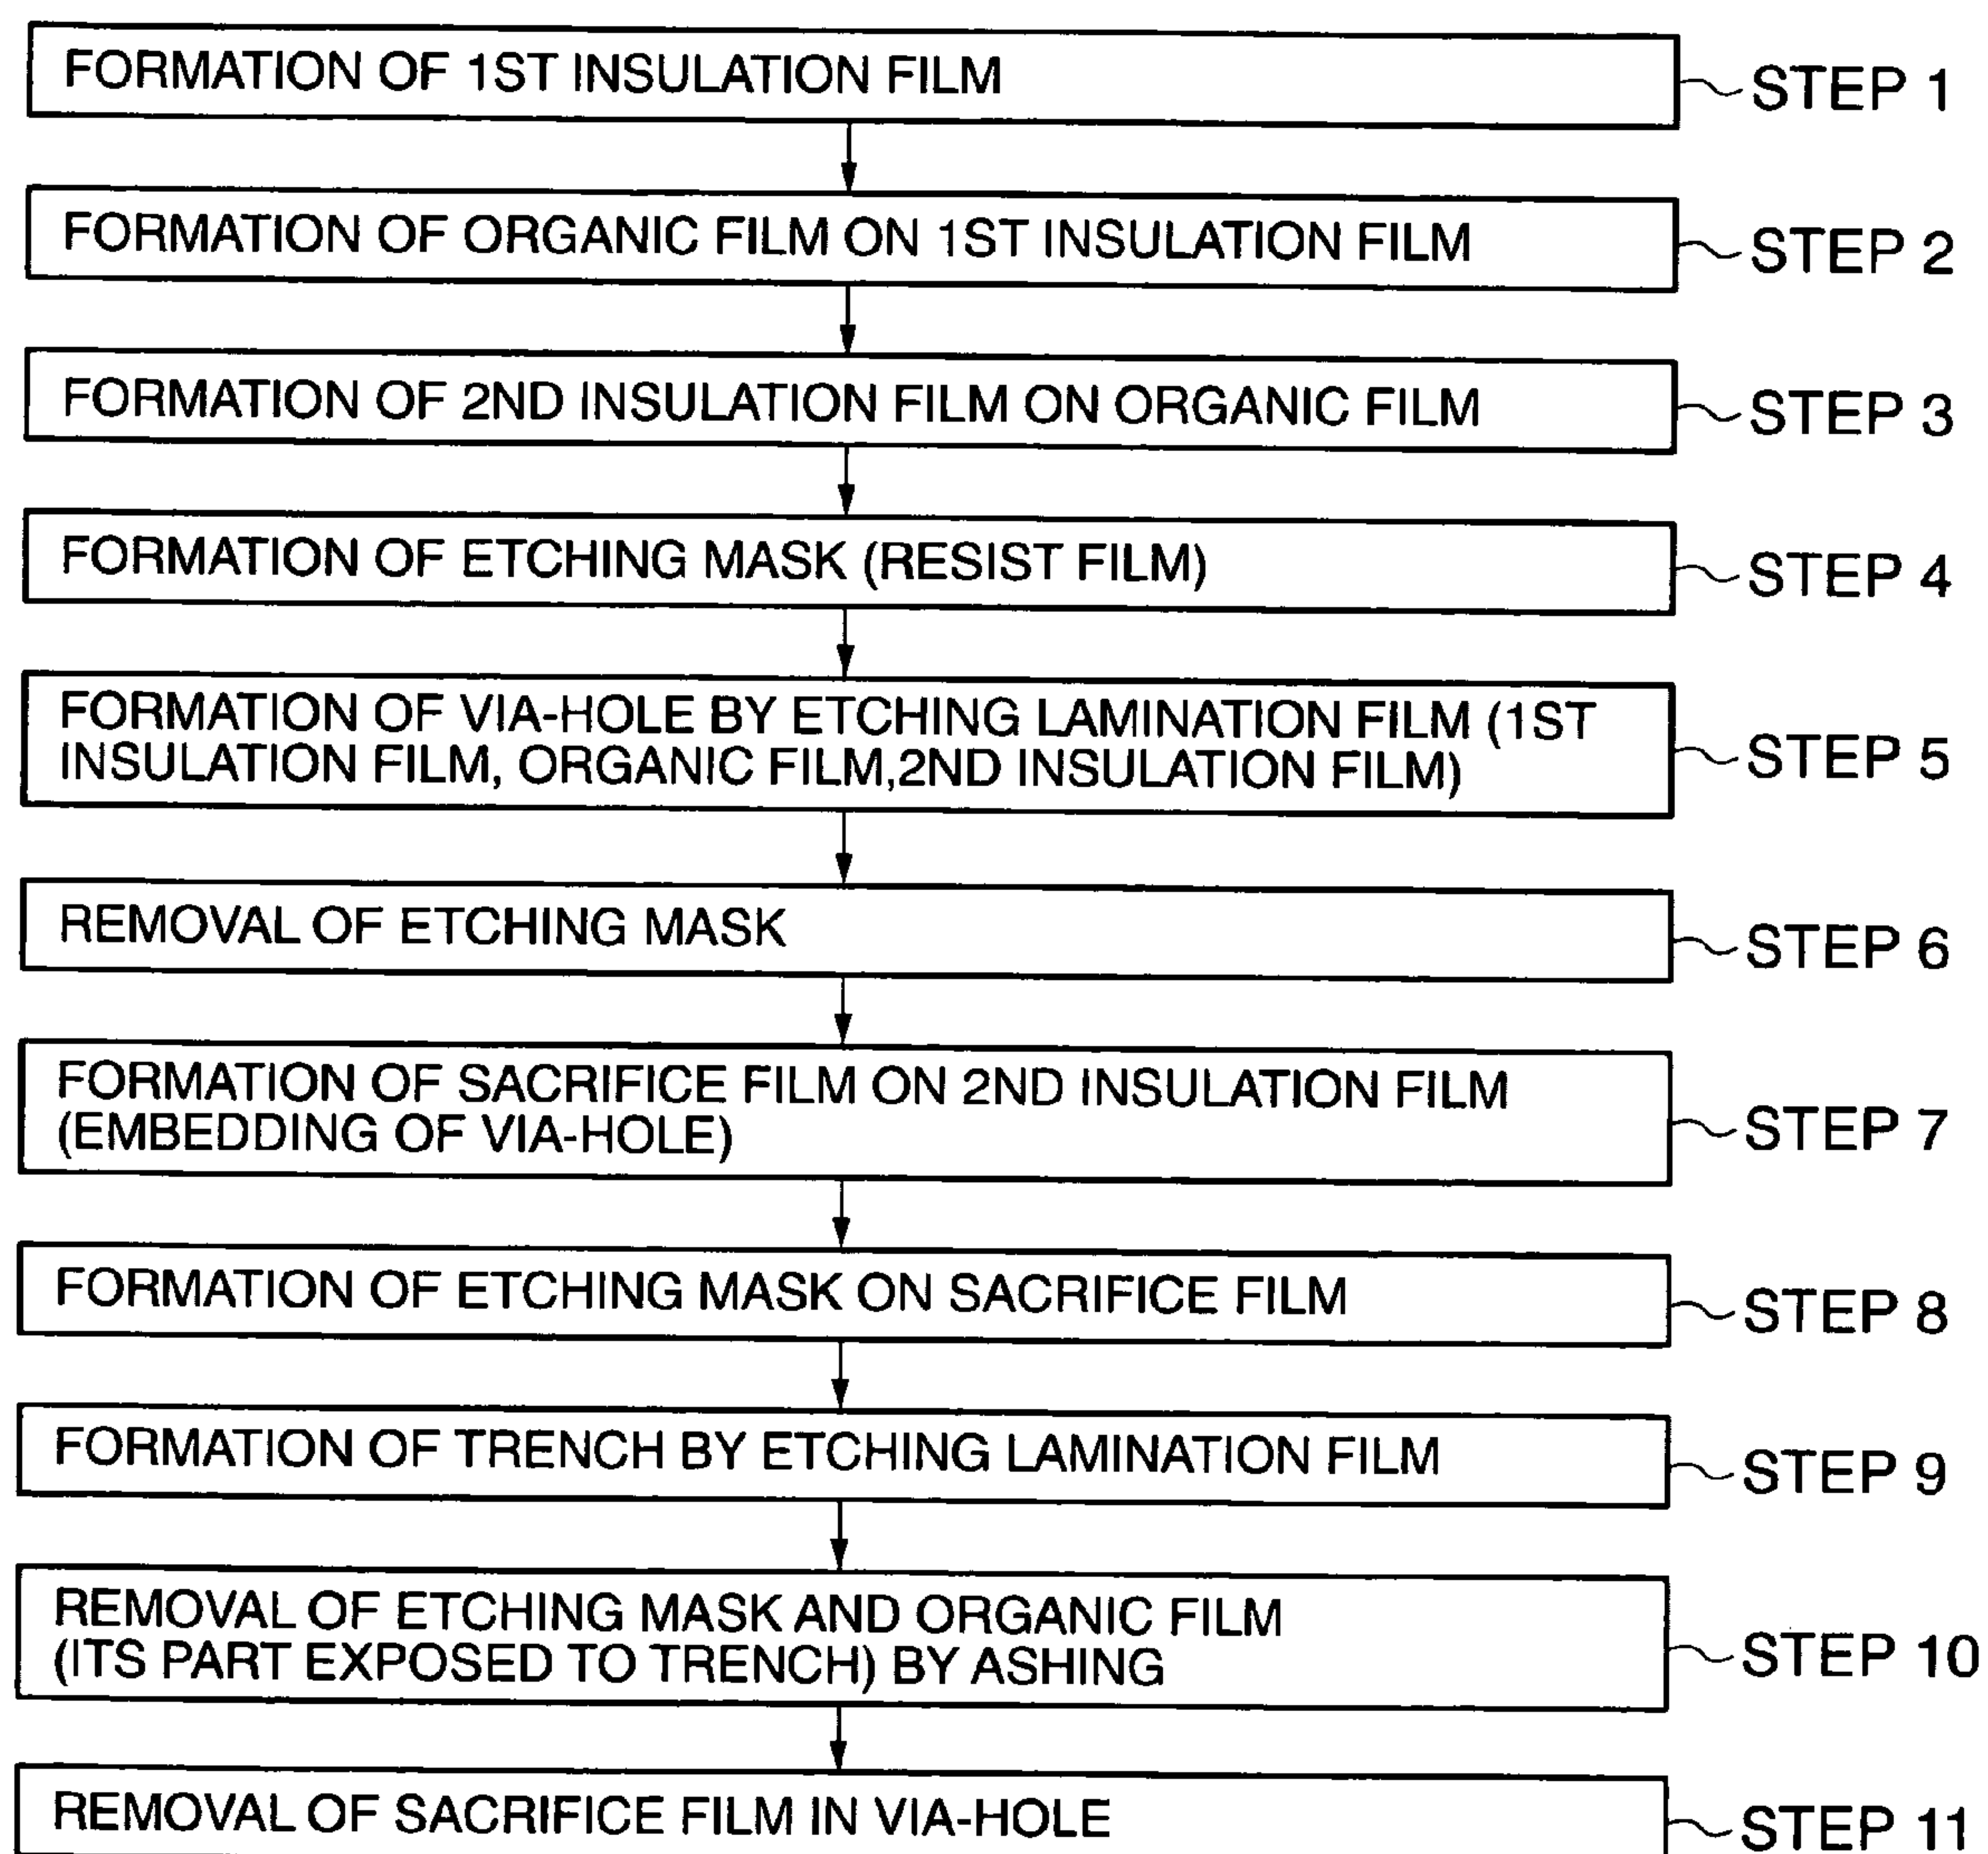 FORMATION OF 1ST INSULATION FILM
STEP 1
FORMATION OF ORGANIC FILM ON 1ST INSULATION FILM
STEP 2
FORMATION OF 2ND INSULATION FILM ON ORGANIC FILM
STEP 3
FORMATION OF ETCHING MASK (RESIST FILM)
STEP 4
FORMATION OF VIA-HOLE BY ETCHING LAMINATION FILM (1ST
INSULATION FILM, ORGANIC FILM,2ND INSULATION FILM)
STEP 5
REMOVAL OF ETCHING MASK
STEP 6
FORMATION OF SACRIFICE FILM ON 2ND INSULATION FILM
(EMBEDDING OF VIA-HOLE)
STEP 7
FORMATION OF ETCHING MASK ON SACRIFICE FILM
STEP 8
FORMATION OF TRENCH BY ETCHING LAMINATION FILM
STEP 9
REMOVAL OF ETCHING MASK AND ORGANIC FILM
(ITS PART EXPOSED TO TRENCH) BY ASHING
STEP 10
REMOVAL OF SACRIFICE FILM IN VIA-HOLE
STEP 11